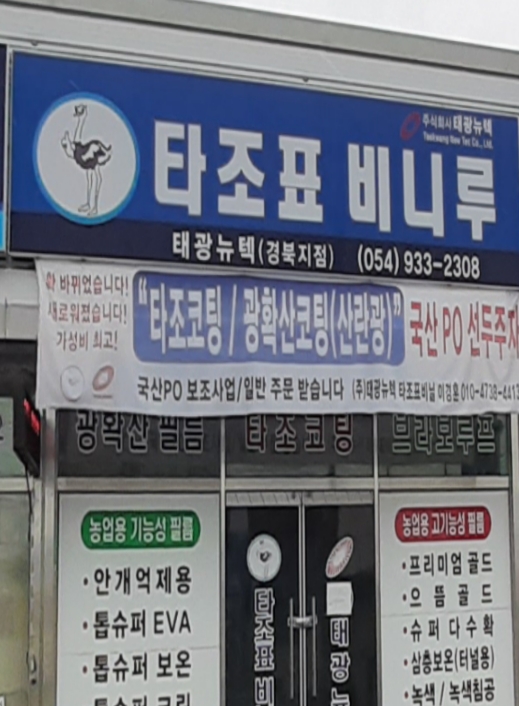 주식회사 태광뉴텍
Taekwang New Tec Co., Ltd.
타조표 비니루
태광뉴텍(경북지점) (054) 933-2308
확 바뀌었습니다!
새로워졌습니다!
가성비 최고!
"타조코팅 / 광확산코팅(산란광)"
국산 PO 선두주자
국산PO 보조사업/일반 주문 받습니다 (주)태광뉴텍 타조표비닐
광확산 필름
타조코팅
브라보루프
농업용 기능성 필름
·안개억제용
·톱슈퍼 EVA
·톱슈퍼 보온
톱슈퍼
타조표비
태광뉴
농업용 고기능성 필름
·프리미엄 골드
·으뜸 골드
·슈퍼다수확
·삼층보온(터널용)
·녹색/녹색침공